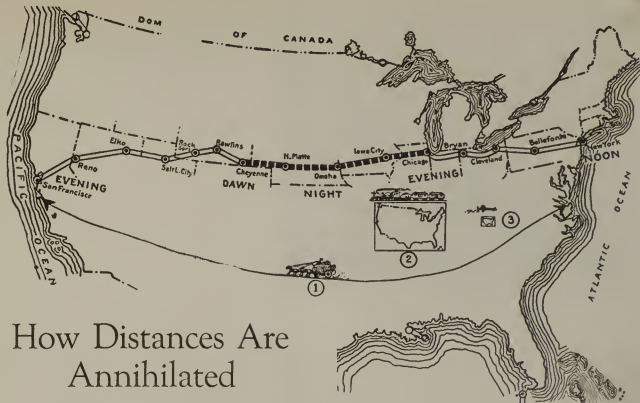 DOM OF CANADA
PACIFIC OCEAN
San Francisco
EVENING
Reno
Elko
Salt L. City
Rock
Rawlins
Cheyenne
DAWN
N. Platte
NIGHT
Omaha
Iowa City
Chicago
EVENING
Bryan
Cleveland
Bellefonte
New York
NOON
ATLANTIC OCEAN
1
2
3
How Distances Are
Annihilated